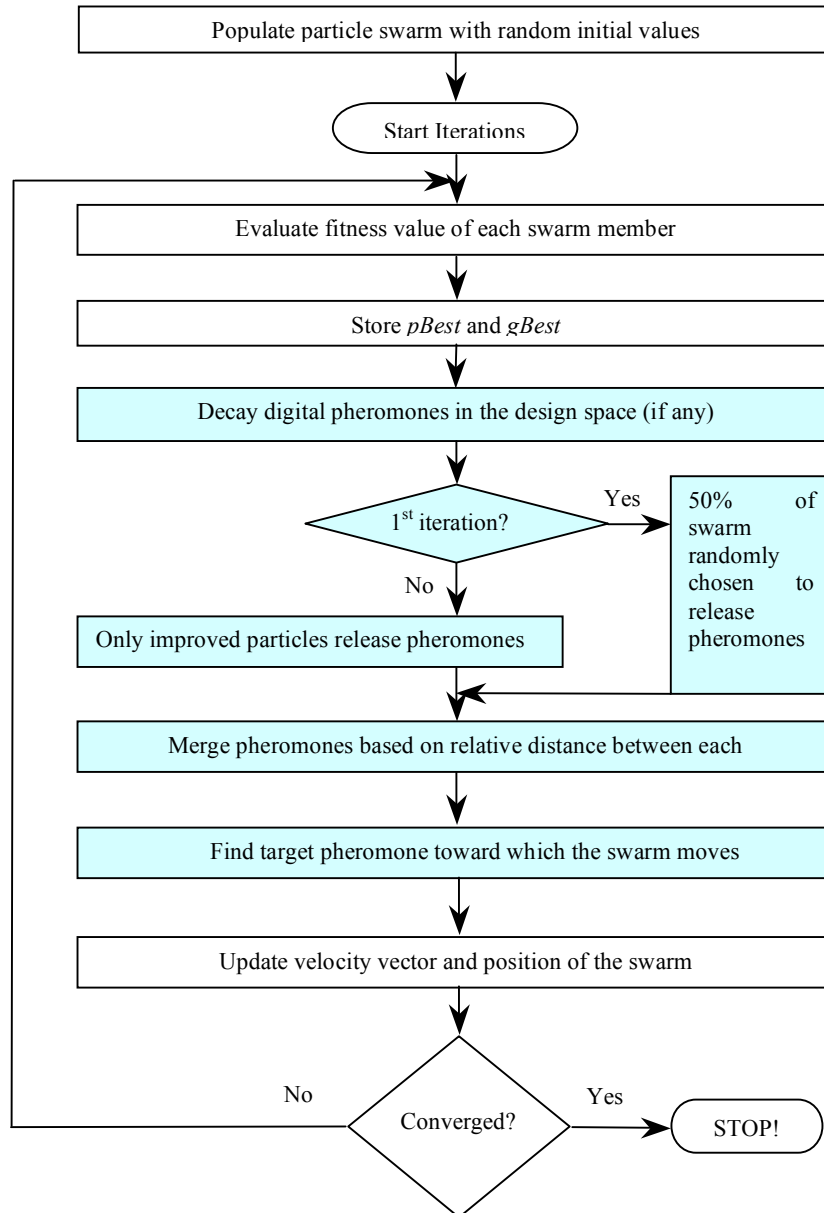 Populate particle swarm with random initial values
Start Iterations
Evaluate fitness value of each swarm member
Store pBest and gBest
Decay digital pheromones in the design space (if any)
1st iteration?
Yes
50% of
swarm
randomly
chosen to
release
pheromones
No
Only improved particles release pheromones
Merge pheromones based on relative distance between each
Find target pheromone toward which the swarm moves
Update velocity vector and position of the swarm
No
Converged?
Yes
STOP!